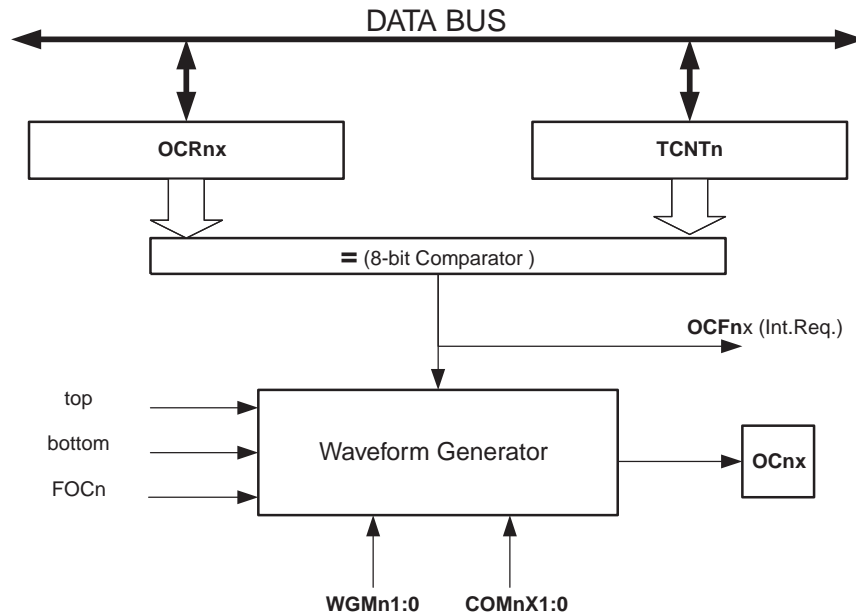 DATA BUS
OCRnx
TCNTn
= (8-bit Comparator )
OCFnx (Int.Req.)
top
bottom
FOCn
Waveform Generator
OCnx
WGMn1:0
COMnX1:0